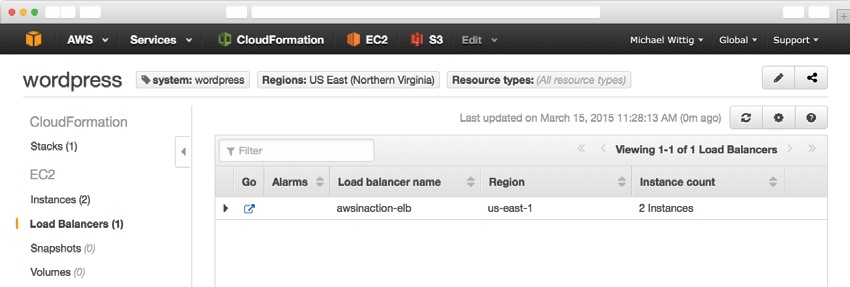 AWS Services CloudFormation EC2 S3 Edit Michael Wittig Global Support
wordpress system: wordpress Regions: US East (Northern Virginia) Resource types: (All resource types)
CloudFormation
Stacks (1)
EC2
Instances (2)
Load Balancers (1)
Snapshots (0)
Volumes (0)
Last updated on March 15, 2015 11:28:13 AM (0m ago)
Filter
« ‹ Viewing 1-1 of 1 Load Balancers › »
Go Alarms Load balancer name Region Instance count
awsinaction-elb us-east-1 2 Instances